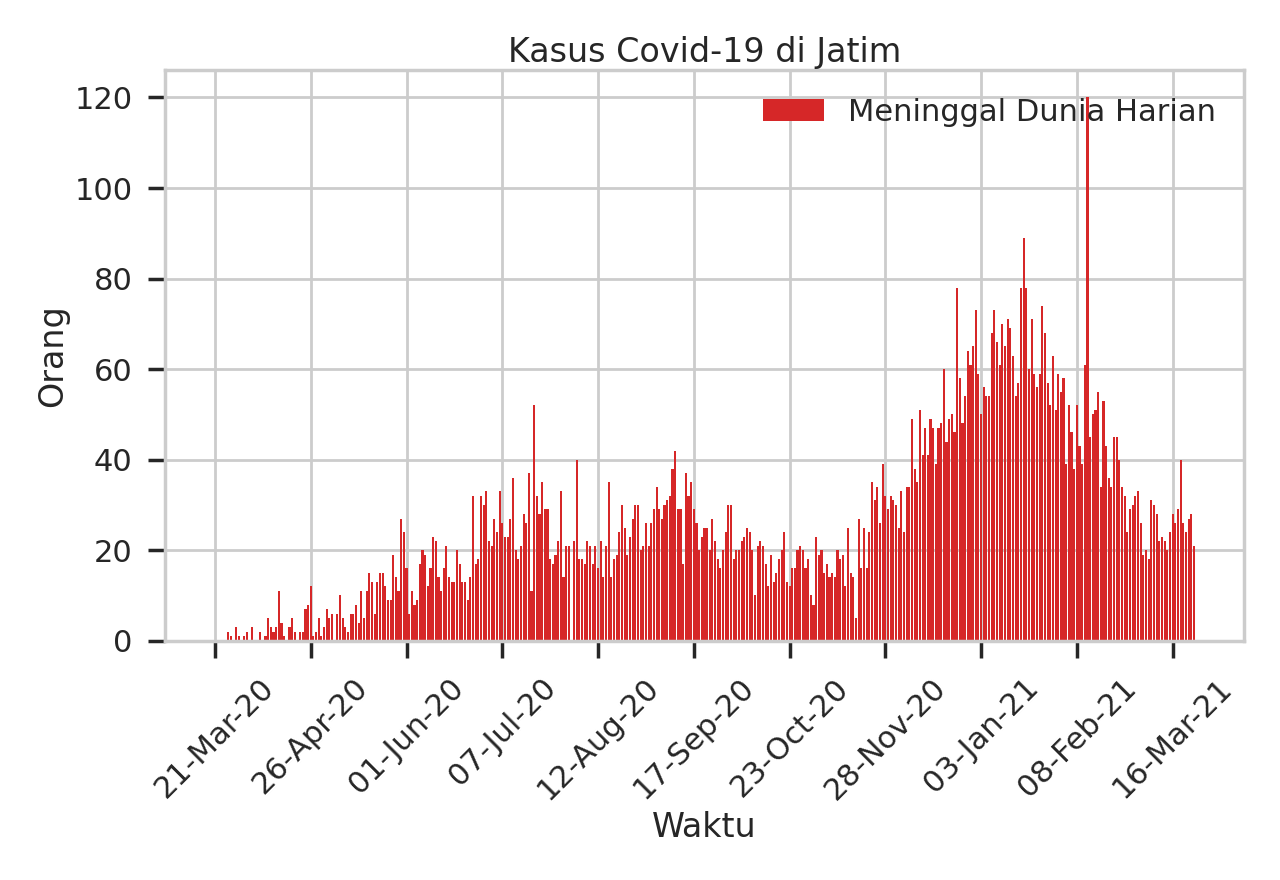 Kasus Covid-19 di Jatim
Meninggal Dunia Harian
120
100
80
60
40
20
0
Orang
21-Mar-20
26-Apr-20
01-Jun-20
07-Jul-20
12-Aug-20
17-Sep-20
23-Oct-20
28-Nov-20
03-Jan-21
08-Feb-21
16-Mar-21
Waktu